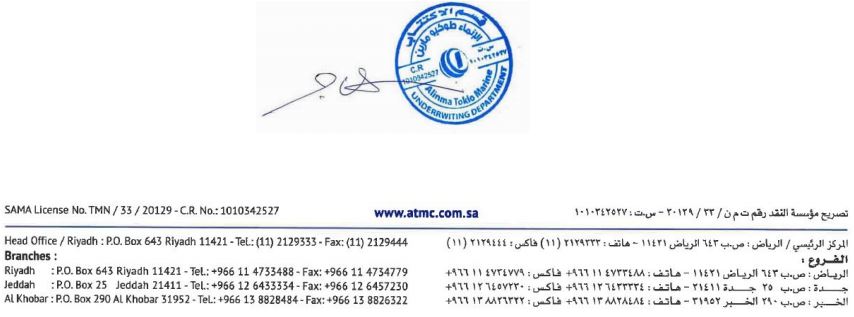 قسم الاكتتاب
الإنماء طوكيو مارين
س.ت
١٠١٠٣٤٢٥٢٧
C.R
1010342527
Alinma Tokio Marine
UNDERWRITING DEPARTMENT
SAMA License No. TMN / 33 / 20129 - C.R. No.: 1010342527
www.atmc.com.sa
تصريح مؤسسة النقد رقم ت م ن / ٣٣ / ٢٠١٢٩ - س.ت : ١٠١٠٣٤٢٥٢٧
Head Office / Riyadh : P.O. Box 643 Riyadh 11421 - Tel.: (11) 2129333 - Fax: (11) 2129444
Branches :
Riyadh : P.O. Box 643 Riyadh 11421 - Tel.: +966 11 4733488 - Fax: +966 11 4734779
Jeddah : P.O. Box 25 Jeddah 21411 - Tel.: +966 12 6433334 - Fax: +966 12 6457230
Al Khobar : P.O. Box 290 Al Khobar 31952 - Tel.: +966 13 8828484 - Fax: +966 13 8826322
المركز الرئيسي / الرياض : ص.ب ٦٤٣ الرياض ١١٤٢١ - هاتف : ٢١٢٩٣٣٣ (١١) فاكس : ٢١٢٩٤٤٤ (١١)
الفروع :
الرياض : ص.ب ٦٤٣ الرياض ١١٤٢١ - هاتف : ٤٧٣٣٤٨٨ ١١ ٩٦٦+ فاكس : ٤٧٣٤٧٧٩ ١١ ٩٦٦+
جدة : ص.ب ٢٥ جدة ٢١٤١١ - هاتف : ٦٤٣٣٣٣٤ ١٢ ٩٦٦+ فاكس : ٦٤٥٧٢٣٠ ١٢ ٩٦٦+
الخبر : ص.ب ٢٩٠ الخبر ٣١٩٥٢ - هاتف : ٨٨٢٨٤٨٤ ١٣ ٩٦٦+ فاكس : ٨٨٢٦٣٢٢ ١٣ ٩٦٦+